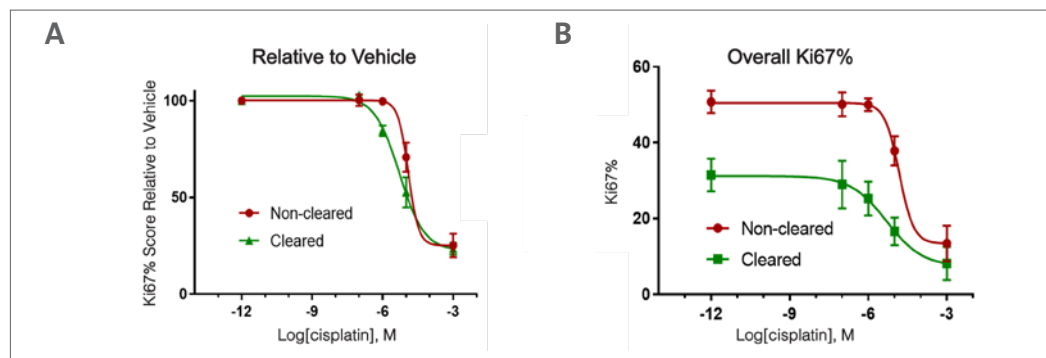 A
Relative to Vehicle
Ki67% Score Relative to Vehicle
100
50
0
Non-cleared
Cleared
-12 -9 -6 -3
Log[cisplatin], M
B
Overall Ki67%
Ki67%
60
40
20
0
Non-cleared
Cleared
-12 -9 -6 -3
Log[cisplatin], M